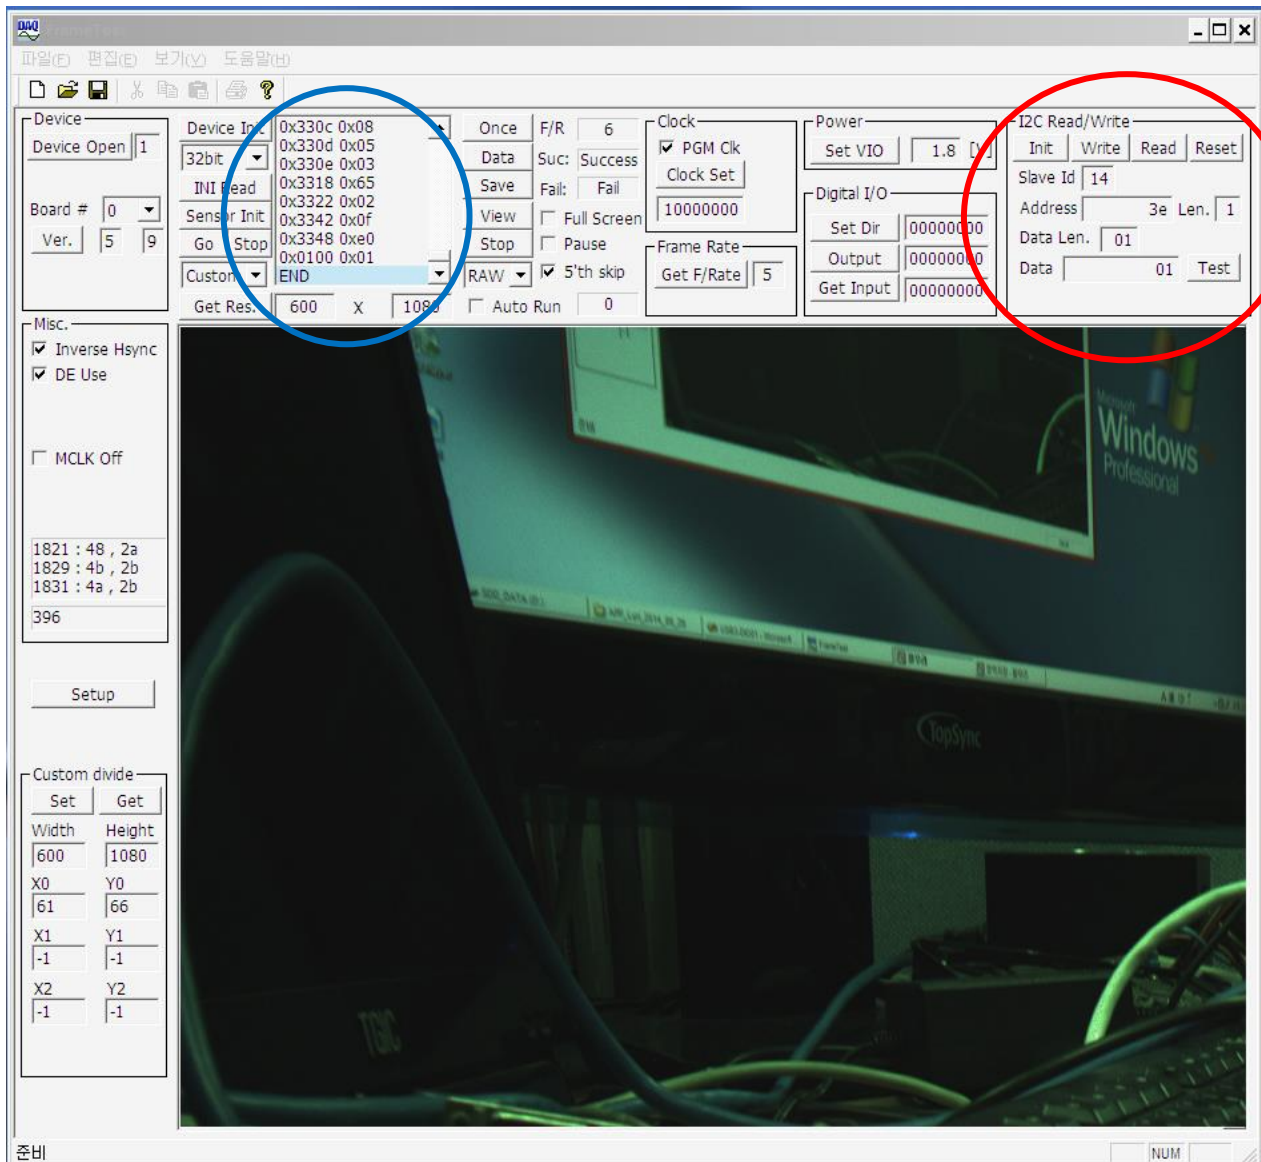 DAQ
FrameTest
파일(F) 편집(E) 보기(V) 도움말(H)
Device
Device Open 1
Board # 0
Ver. 5 9
Device Init
32bit
INI Read
Sensor Init
Go Stop
Custom
Get Res. 600 X 1080
0x330c 0x08
0x330d 0x05
0x330e 0x03
0x3318 0x65
0x3322 0x02
0x3342 0x0f
0x3348 0xe0
0x0100 0x01
END
Once F/R 6
Data Suc: Success
Save Fail: Fail
View Full Screen
Stop Pause
RAW 5'th skip
Auto Run 0
Clock
PGM Clk
Clock Set
10000000
Frame Rate
Get F/Rate 5
Power
Set VIO 1.8 [V]
Digital I/O
Set Dir 00000000
Output 00000000
Get Input 00000000
I2C Read/Write
Init Write Read Reset
Slave Id 14
Address 3e Len. 1
Data Len. 01
Data 01 Test
Misc.
Inverse Hsync
DE Use
MCLK Off
1821 : 48 , 2a
1829 : 4b , 2b
1831 : 4a , 2b
396
Setup
Custom divide
Set Get
Width Height
600 1080
X0 Y0
61 66
X1 Y1
-1 -1
X2 Y2
-1 -1
Microsoft
Windows
Professional
TopSync
TGIC
준비
NUM